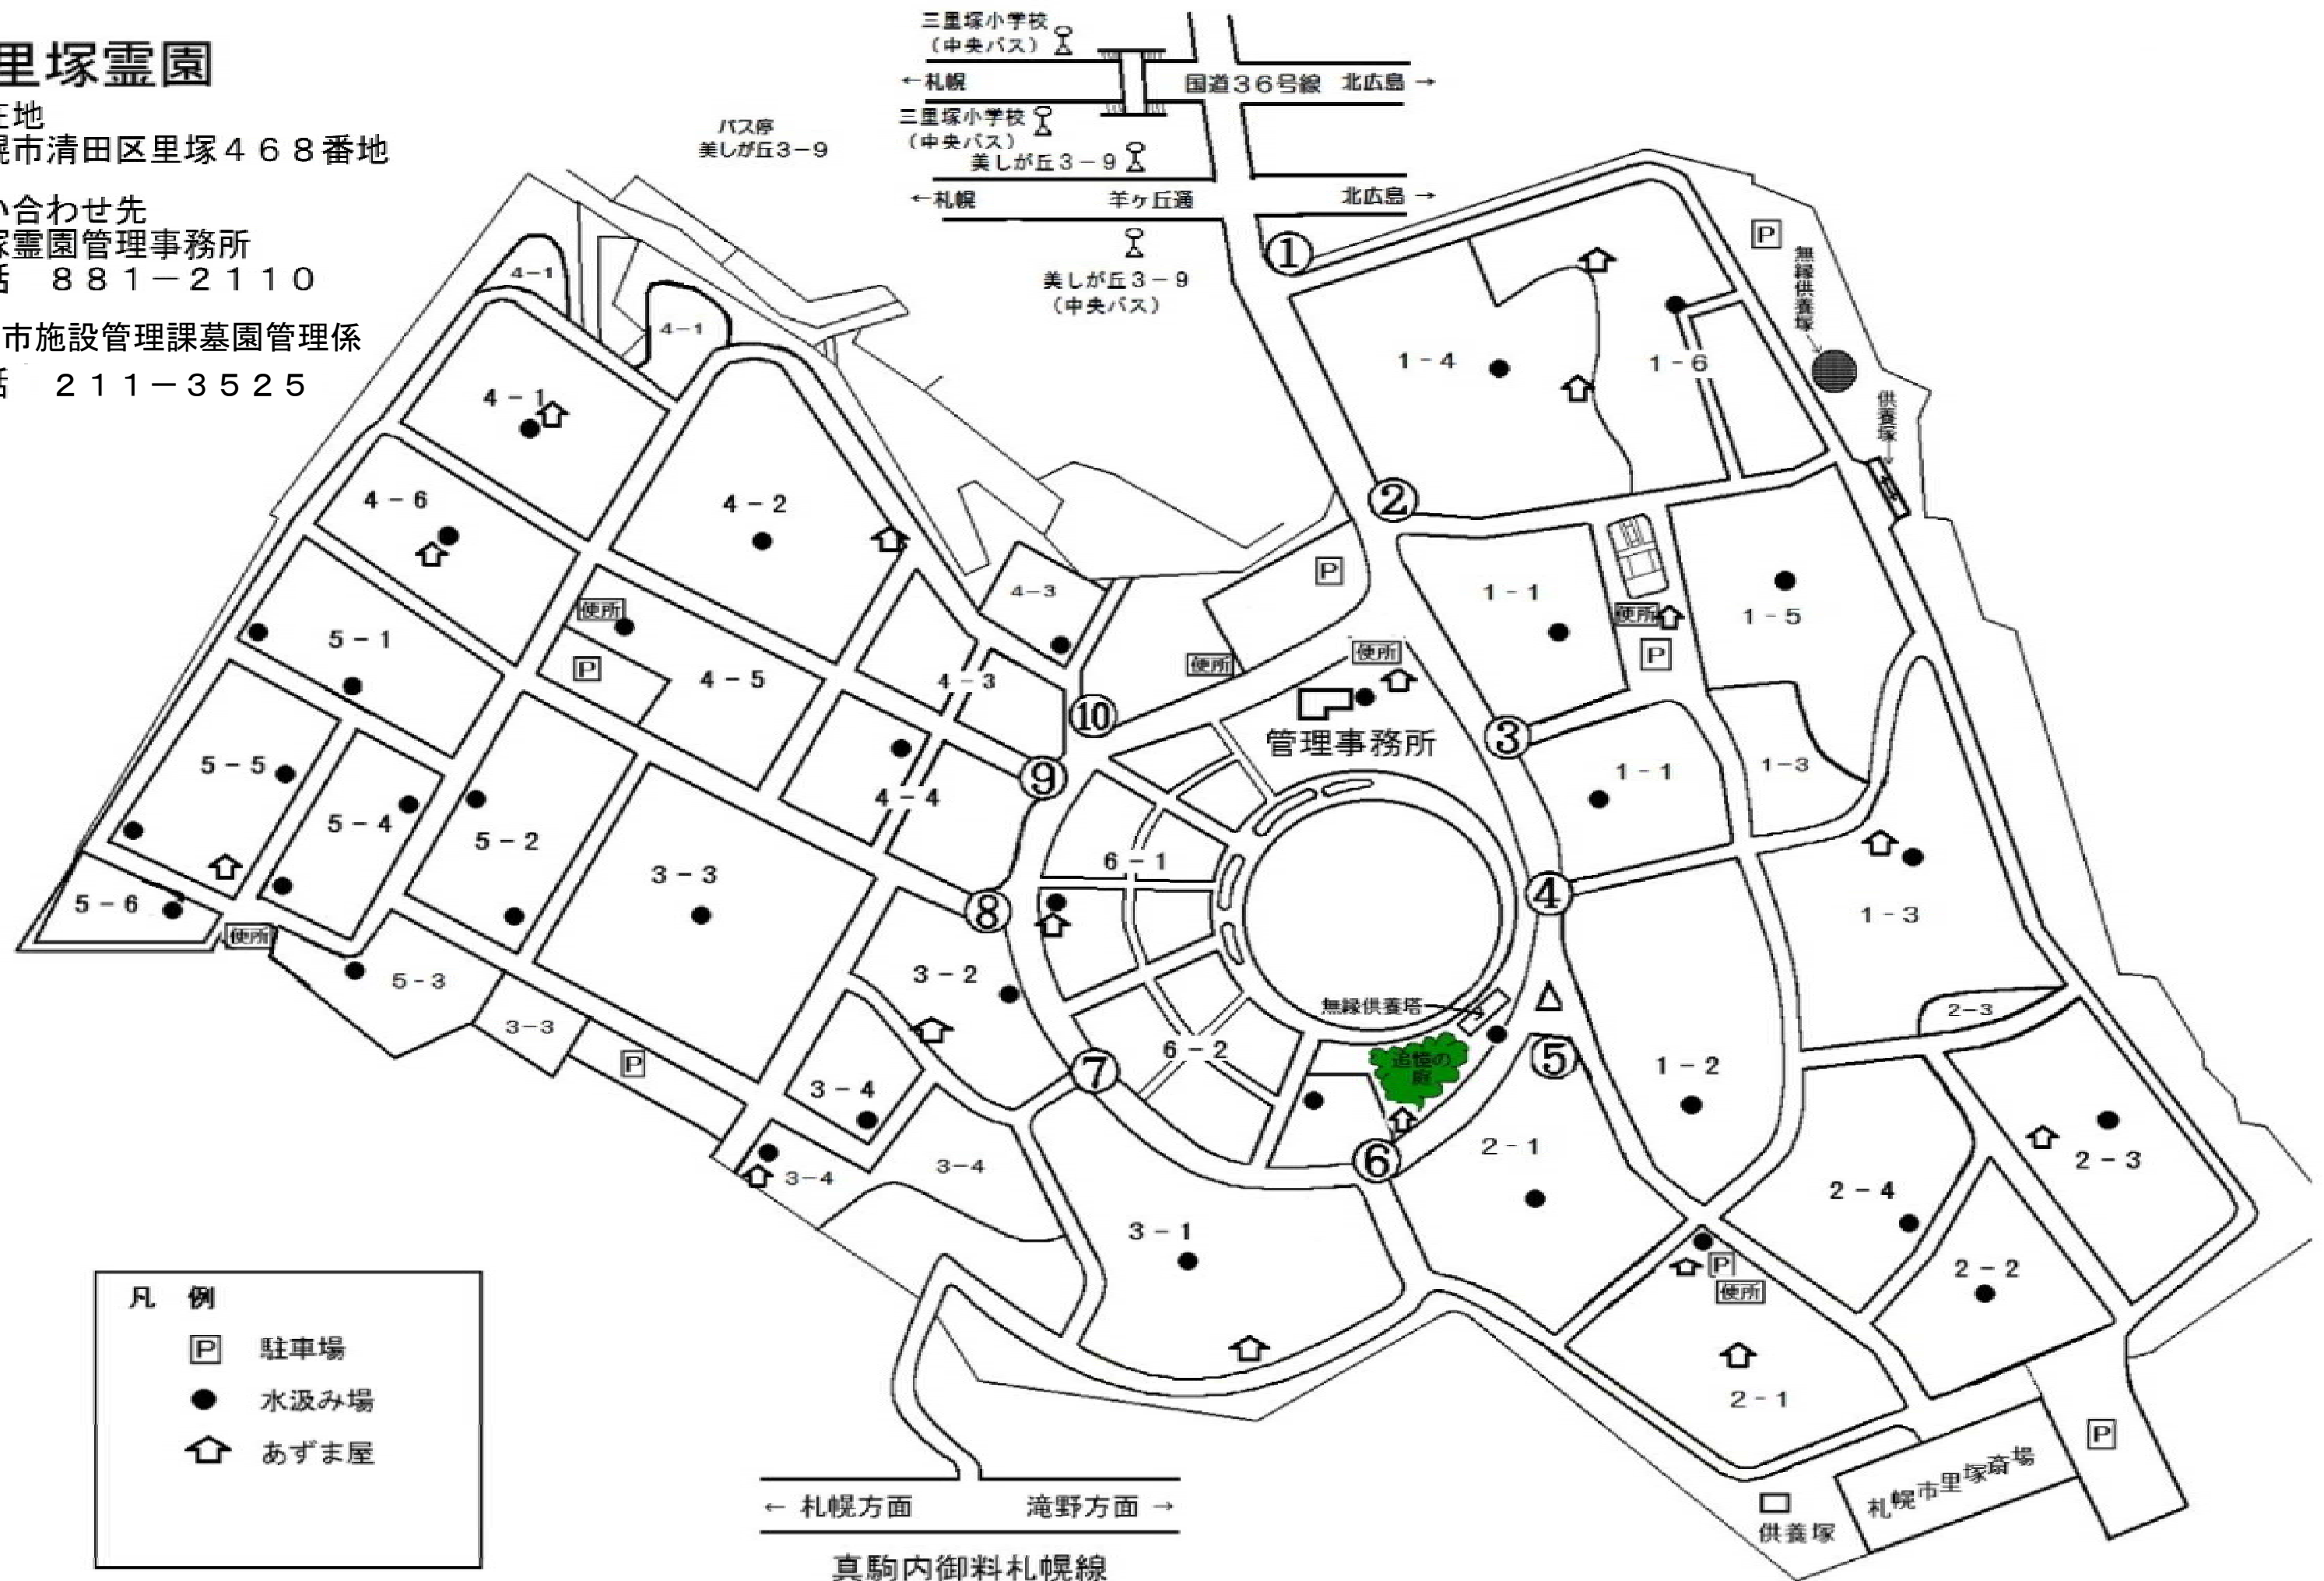 里塚霊園
在地
幌市清田区里塚４６８番地
い合わせ先
塚霊園管理事務所
話　８８１－２１１０
市施設管理課墓園管理係
話　２１１－３５２５
三里塚小学校
（中央バス）
←札幌
国道３６号線
北広島→
三里塚小学校
（中央バス）
バス停
美しが丘３－９
美しが丘３－９
←札幌
羊ヶ丘通
北広島→
美しが丘３－９
（中央バス）
①
P
無縁供養塚
供養塚
4-1
4-1
4-1
1-4
1-6
4-6
4-2
②
P
4-3
1-1
1-5
便所
便所
P
5-1
P
4-5
4-3
便所
便所
⑩
管理事務所
③
5-5
⑨
1-1
1-3
5-4
5-2
4-4
3-3
6-1
④
5-6
便所
⑧
1-3
5-3
3-2
3-3
無縁供養塔
2-3
P
3-4
⑦
6-2
追憶の
庭
⑤
1-2
3-4
3-4
⑥
2-1
2-4
2-3
3-1
P
便所
2-2
2-1
P
札幌市里塚斎場
供養塚
凡　例
P　駐車場
●　水汲み場
あずま屋
←　札幌方面
滝野方面　→
真駒内御料札幌線